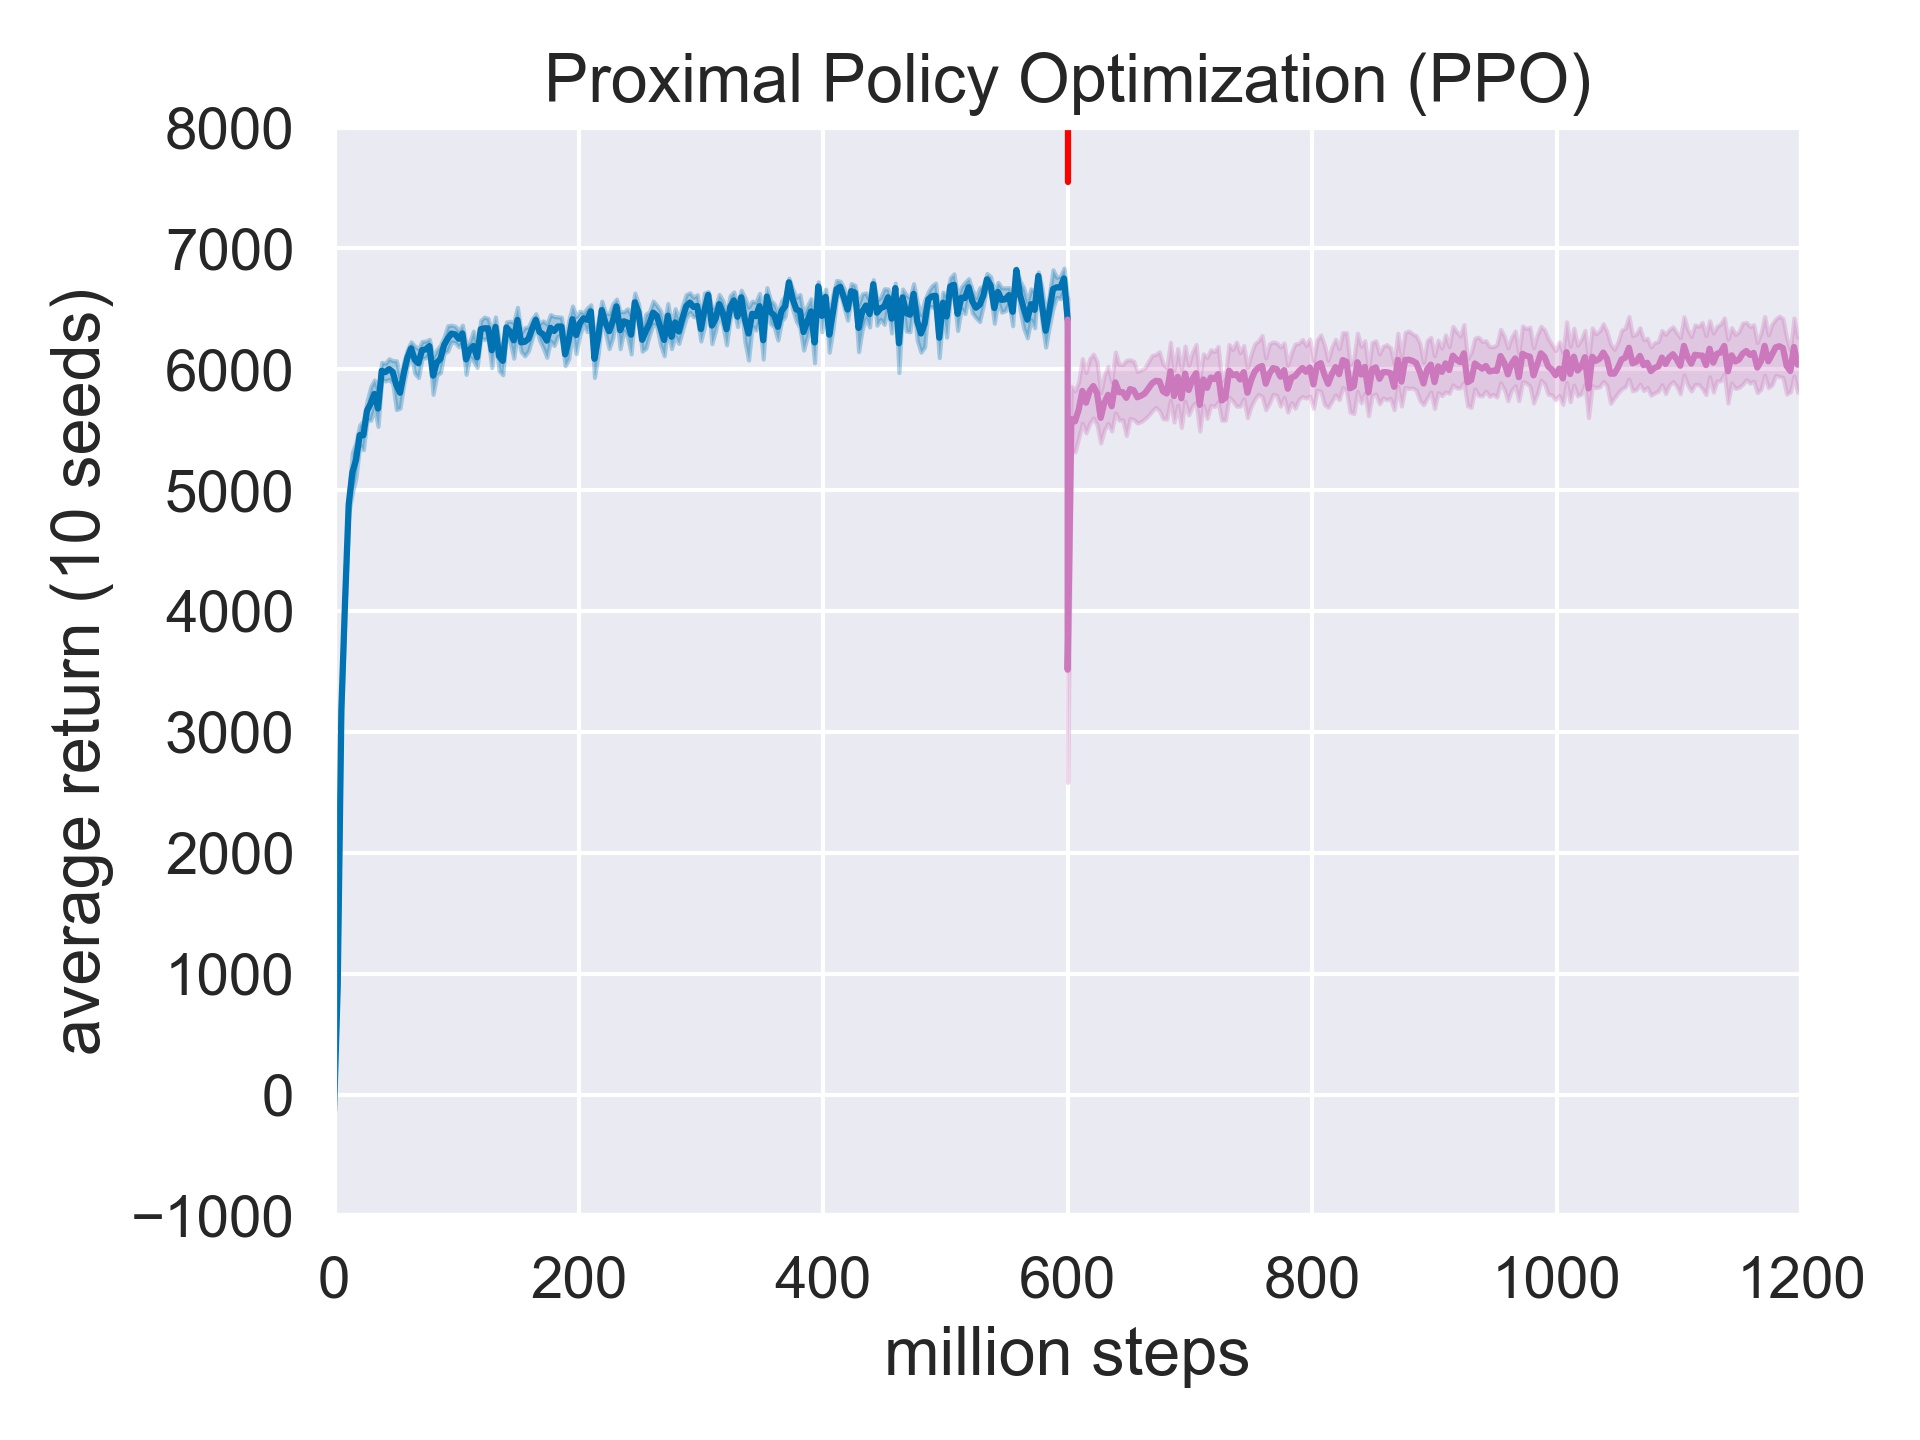 Proximal Policy Optimization (PPO)
8000
7000
6000
5000
4000
3000
2000
1000
0
−1000
average return (10 seeds)
0 200 400 600 800 1000 1200
million steps